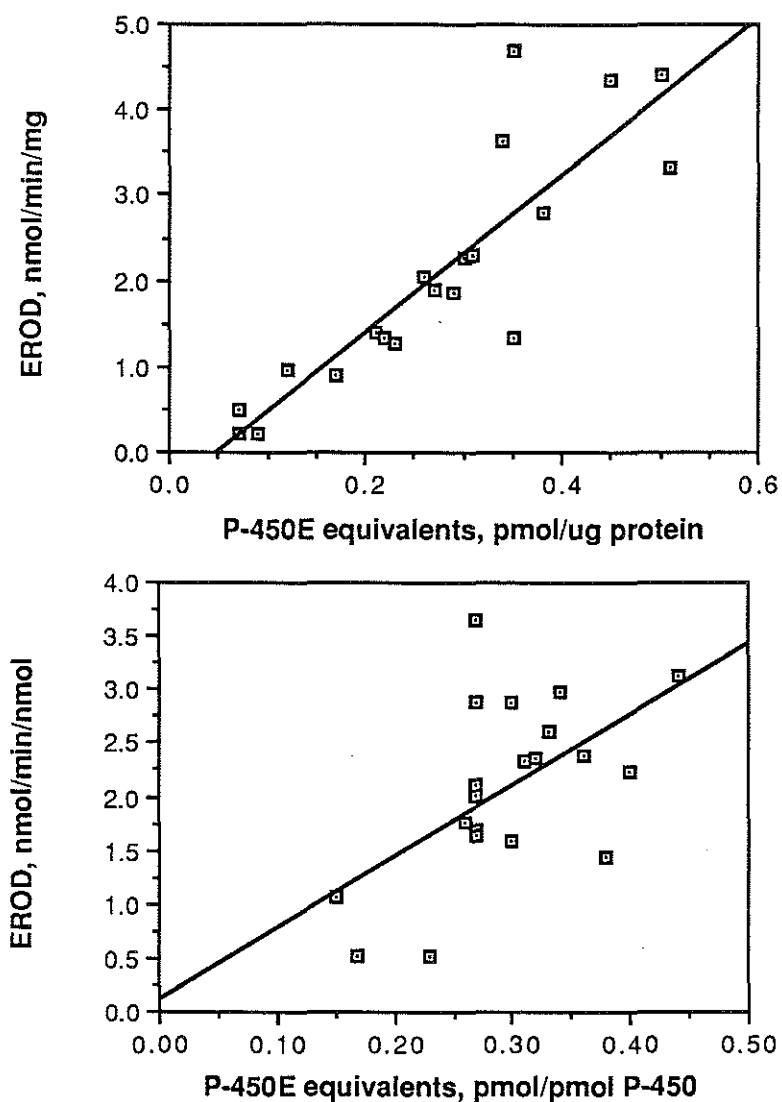 5.0
4.0
3.0
2.0
1.0
0.0
EROD, nmol/min/mg
0.0 0.2 0.4 0.6
P-450E equivalents, pmol/ug protein
4.0
3.5
3.0
2.5
2.0
1.5
1.0
0.5
0.0
EROD, nmol/min/nmol
0.00 0.10 0.20 0.30 0.40 0.50
P-450E equivalents, pmol/pmol P-450